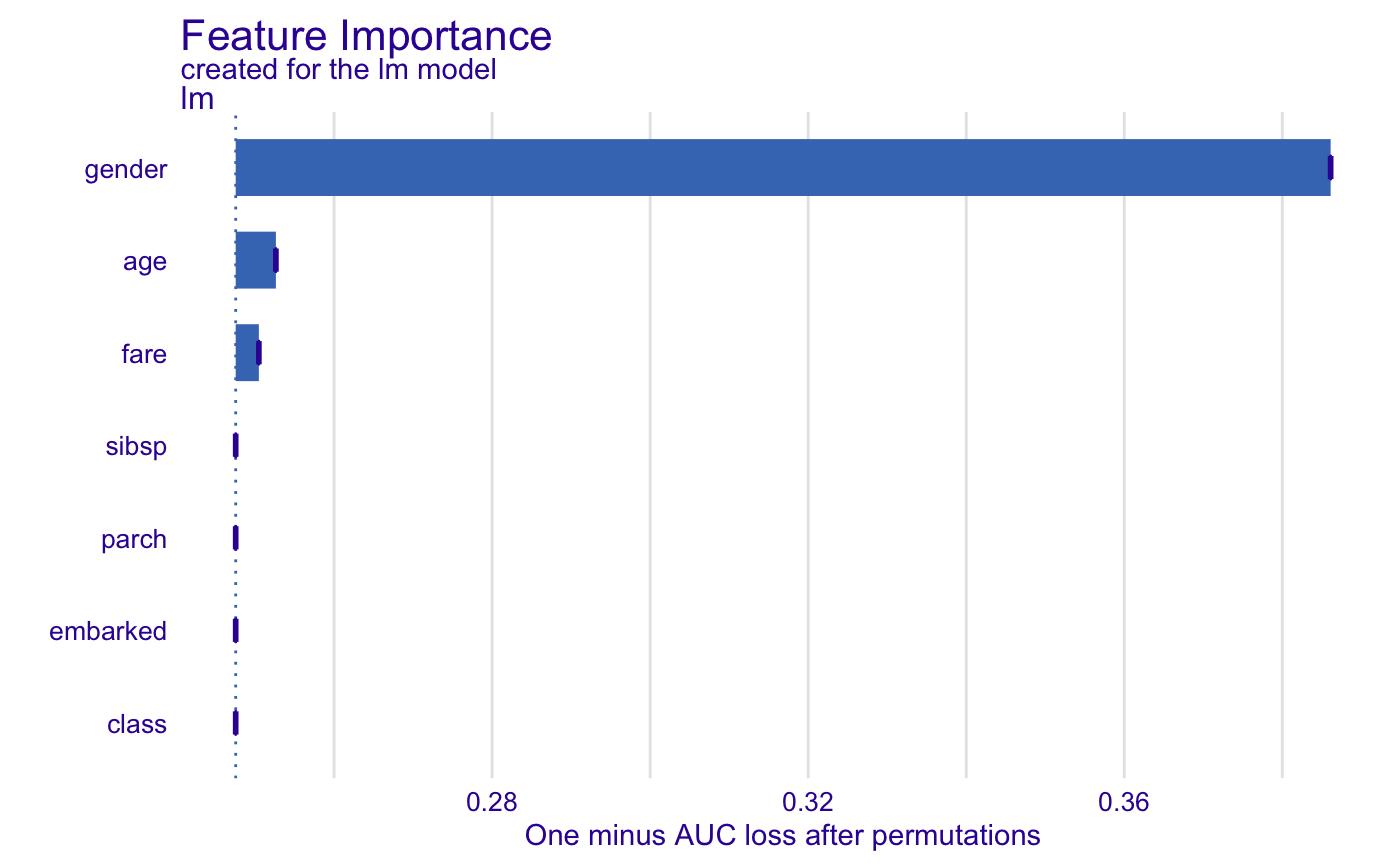 Feature Importance
created for the lm model
lm
gender
age
fare
sibsp
parch
embarked
class
0.28 0.32 0.36
One minus AUC loss after permutations